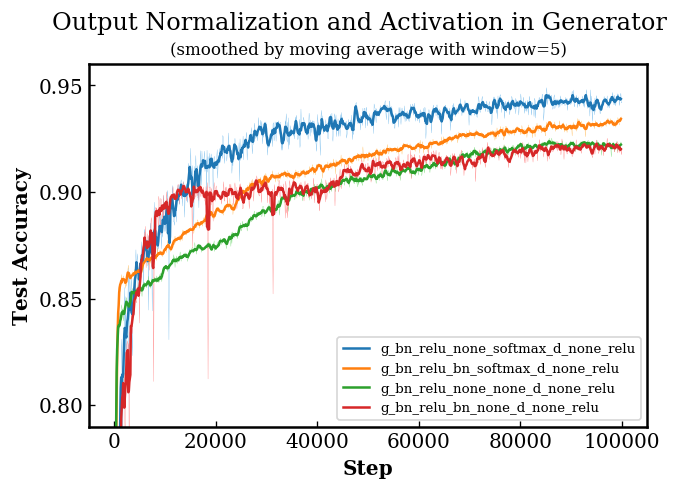 Output Normalization and Activation in Generator
(smoothed by moving average with window=5)
0.95
0.90
0.85
0.80
Test Accuracy
g_bn_relu_none_softmax_d_none_relu
g_bn_relu_bn_softmax_d_none_relu
g_bn_relu_none_none_d_none_relu
g_bn_relu_bn_none_d_none_relu
0 20000 40000 60000 80000 100000
Step